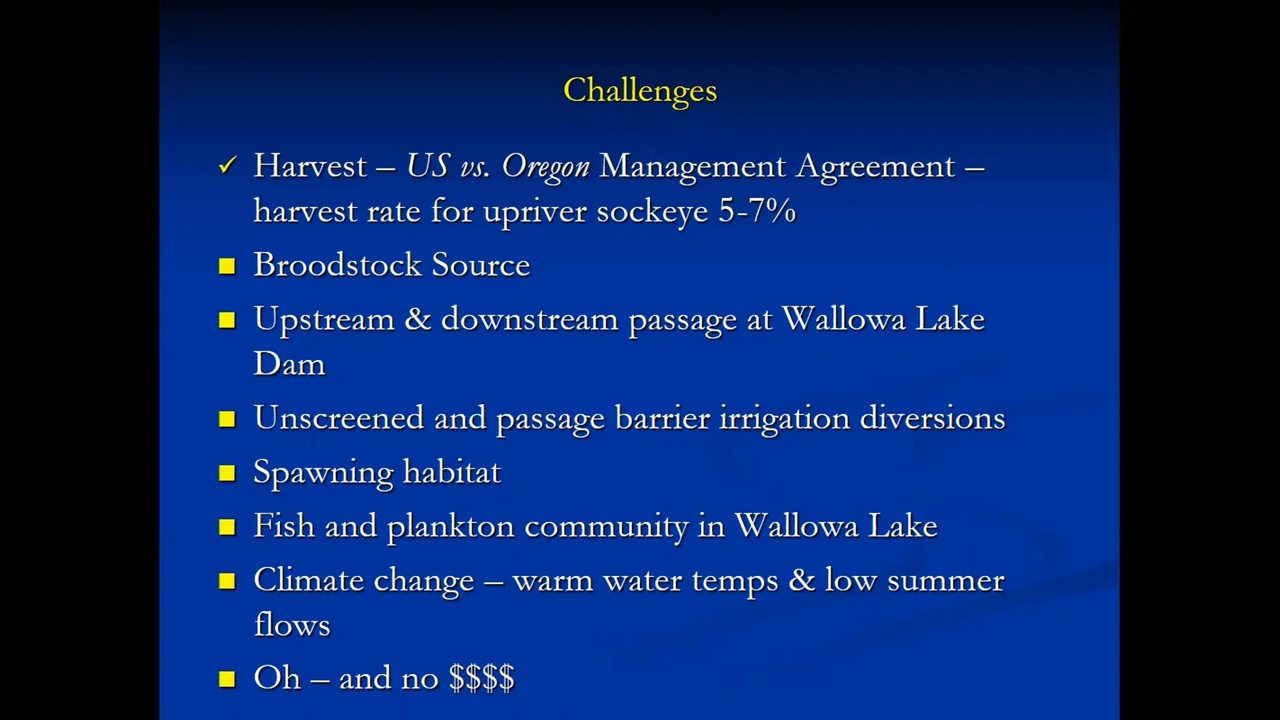 Challenges
Harvest – US vs. Oregon Management Agreement –
harvest rate for upriver sockeye 5-7%
Broodstock Source
Upstream & downstream passage at Wallowa Lake
Dam
Unscreened and passage barrier irrigation diversions
Spawning habitat
Fish and plankton community in Wallowa Lake
Climate change – warm water temps & low summer
flows
Oh – and no $$$$